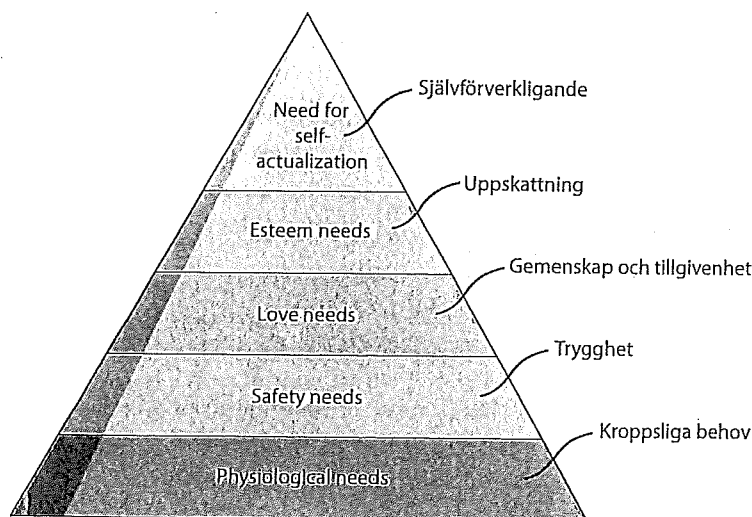 Självförverkligande
Need for
self-
actualization
Uppskattning
Esteem needs
Gemenskap och tillgivenhet
Love needs
Trygghet
Safety needs
Kroppsliga behov
Physiological needs